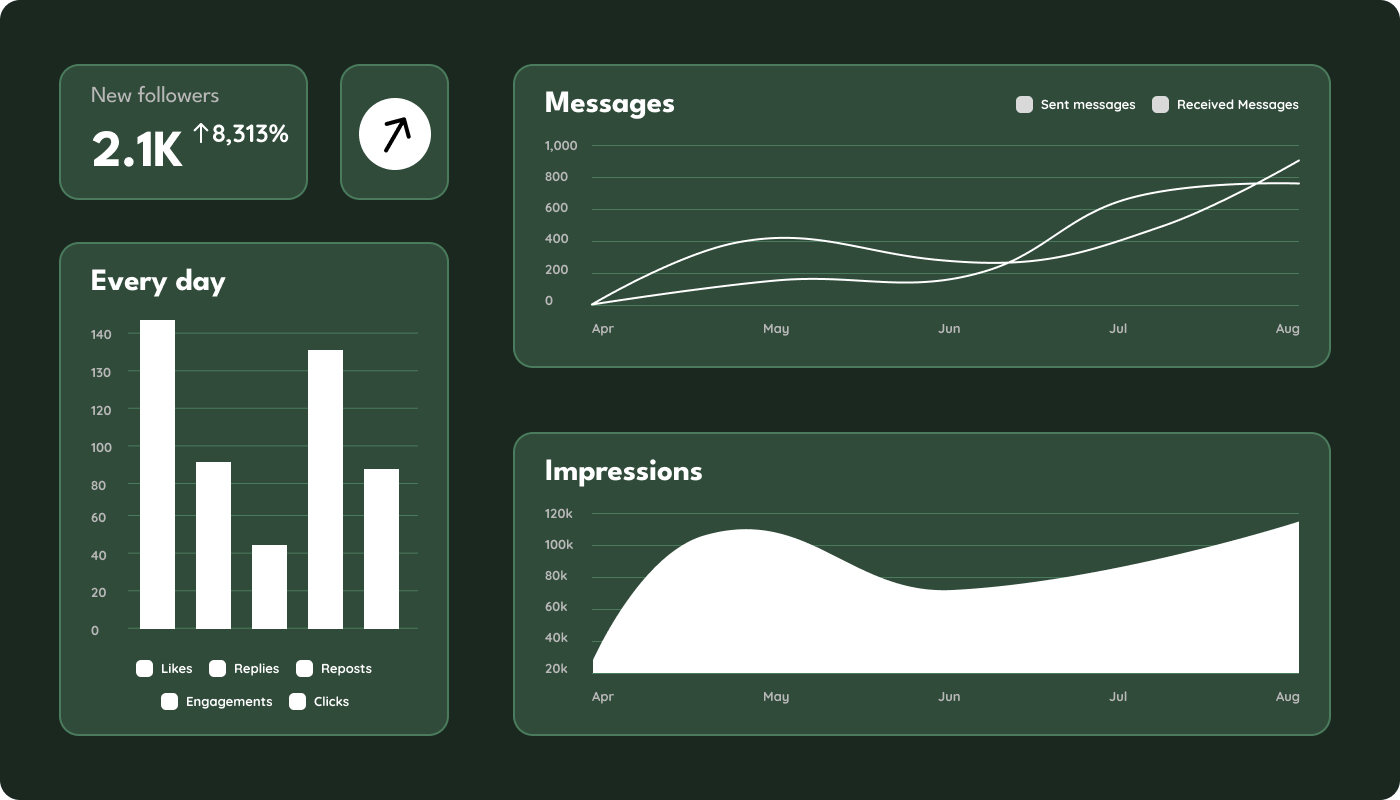 New followers
2.1K ↑8,313%
Every day
140
130
120
100
80
60
40
20
0
Likes Replies Reposts
Engagements Clicks
Messages
Sent messages Received Messages
1,000
800
600
400
200
0
Apr May Jun Jul Aug
Impressions
120k
100k
80k
60k
40k
20k
Apr May Jun Jul Aug